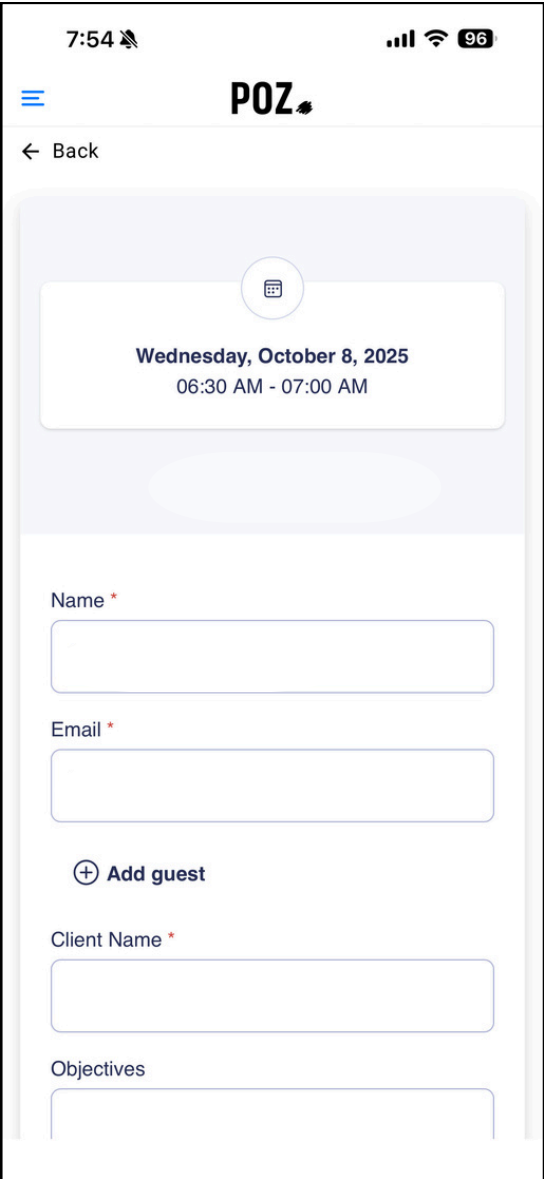 7:54
96
POZ
Back
Wednesday, October 8, 2025
06:30 AM - 07:00 AM
Name *
Email *
Add guest
Client Name *
Objectives